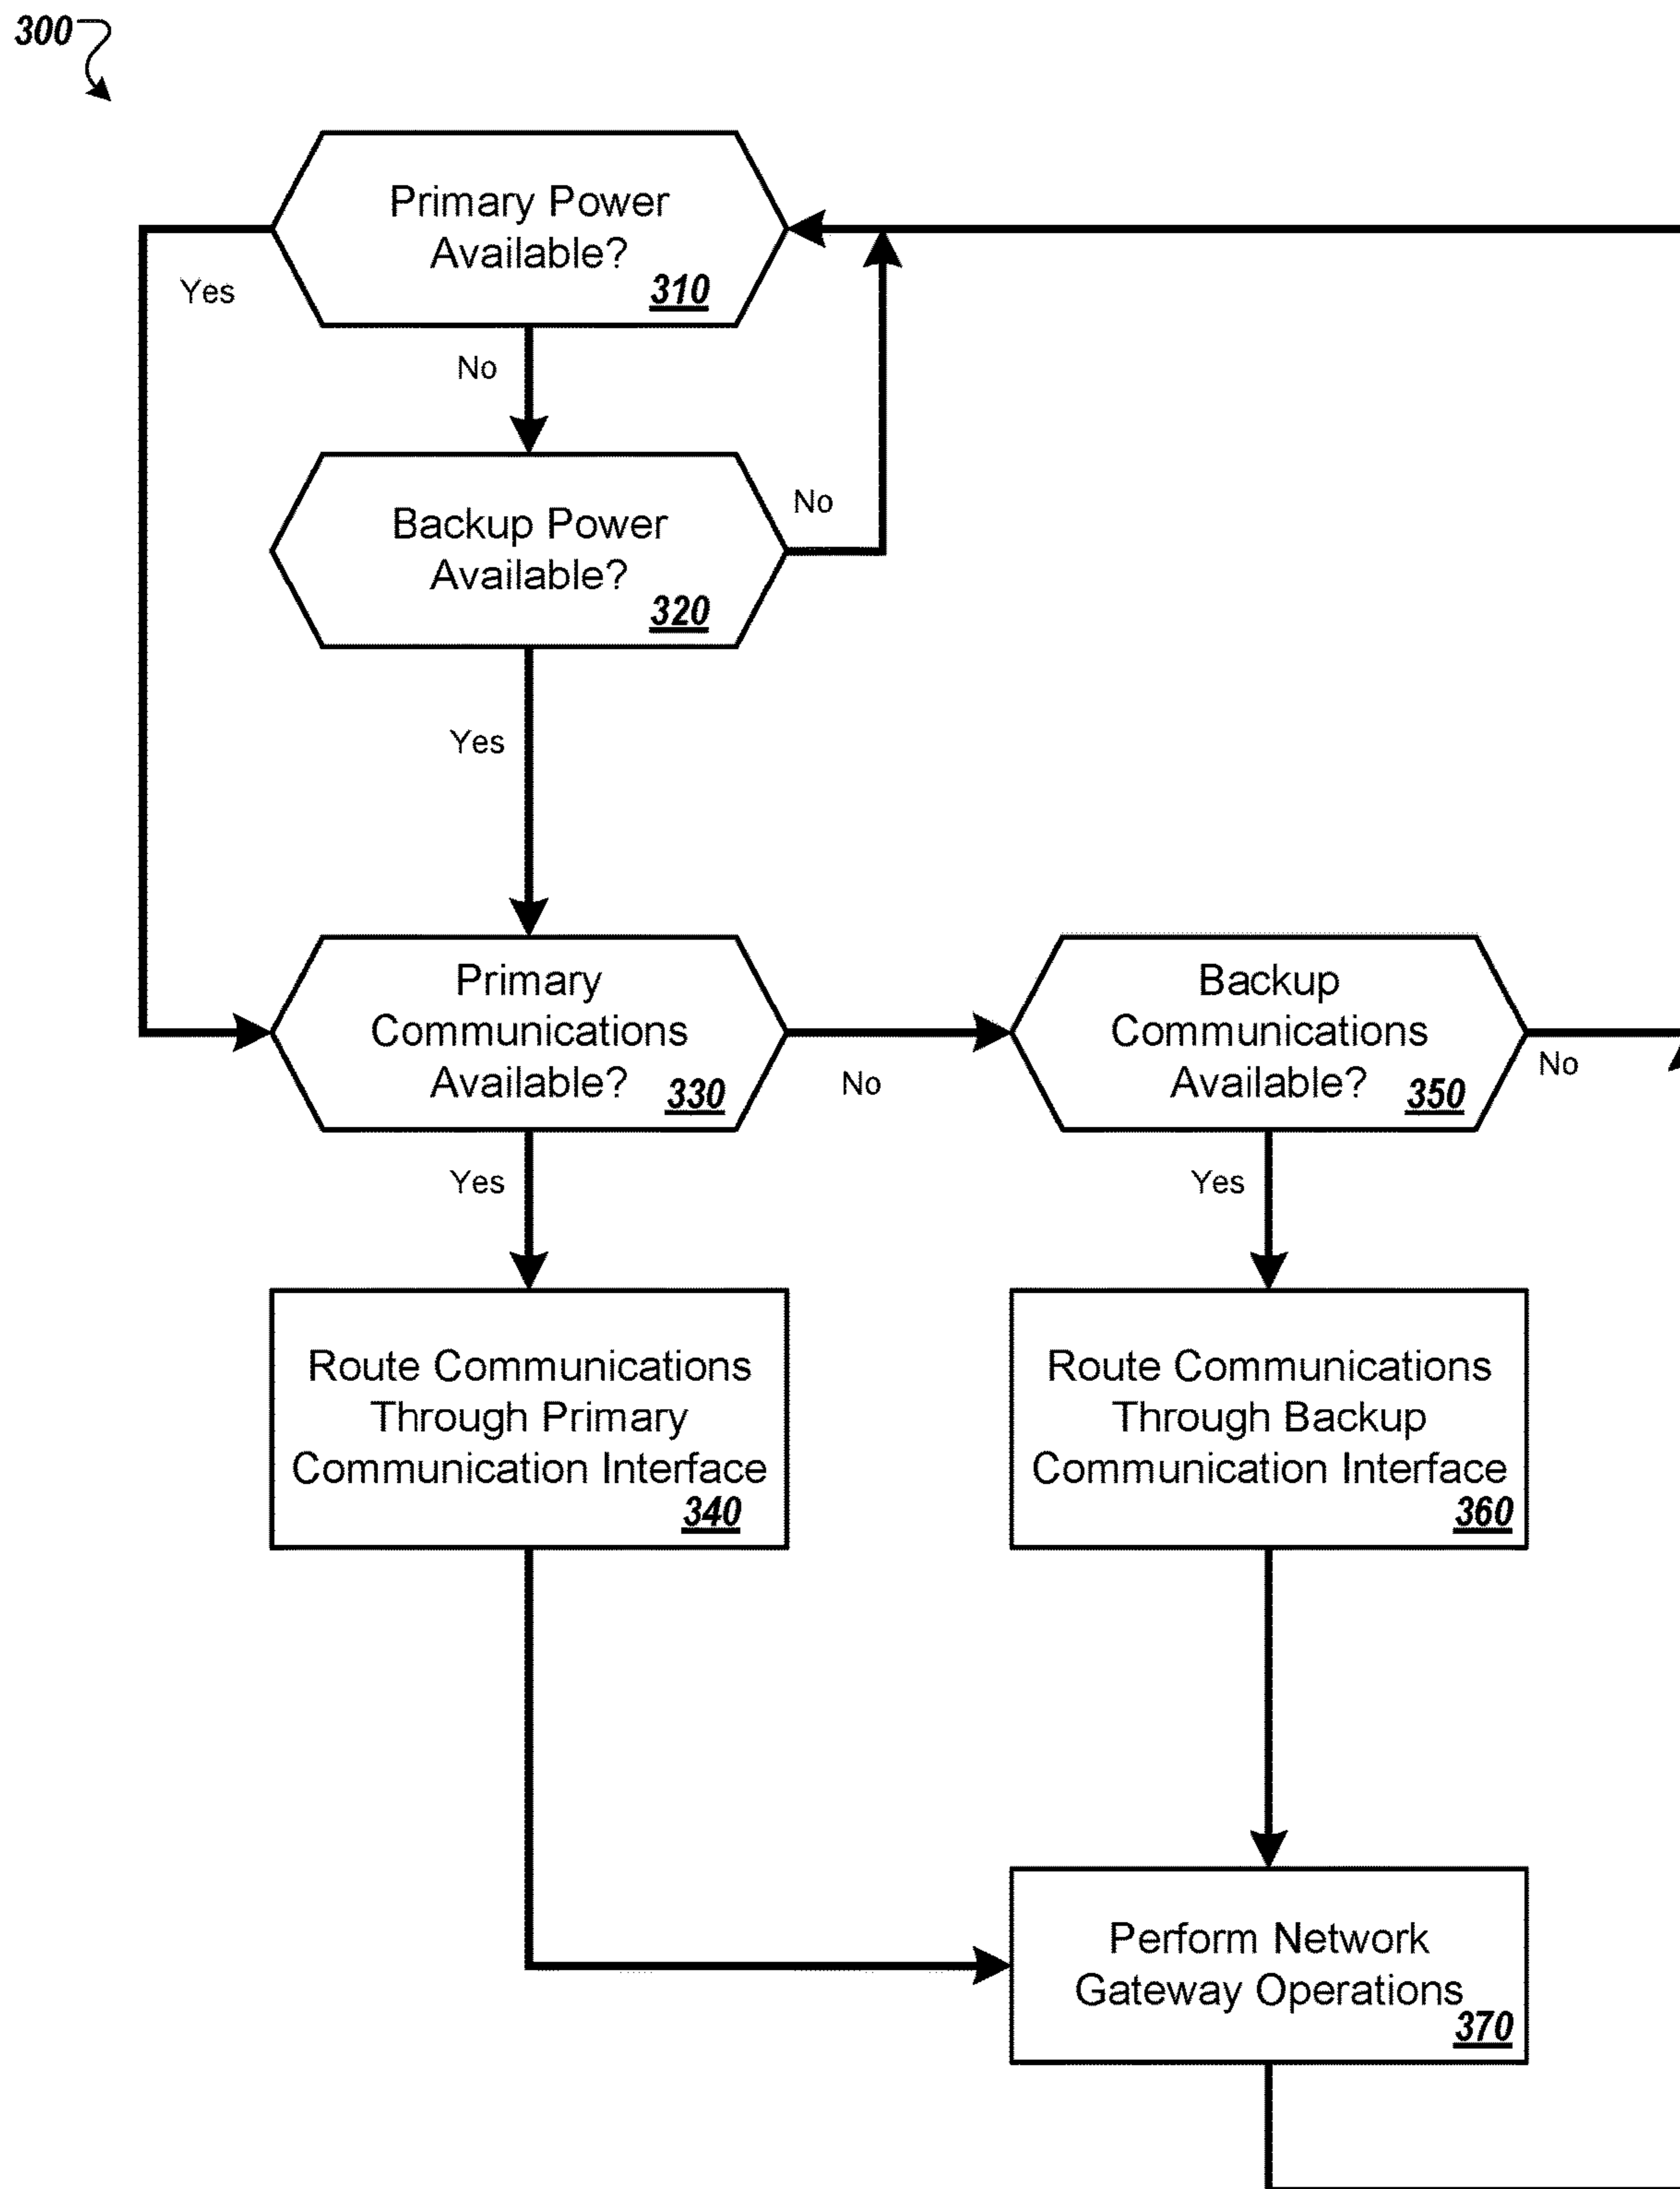 300
Primary Power
Available?
310
Yes
No
Backup Power
Available?
320
No
Yes
Primary
Communications
Available?
330
No
Backup
Communications
Available?
350
No
Yes
Yes
Route Communications
Through Primary
Communication Interface
340
Route Communications
Through Backup
Communication Interface
360
Perform Network
Gateway Operations
370